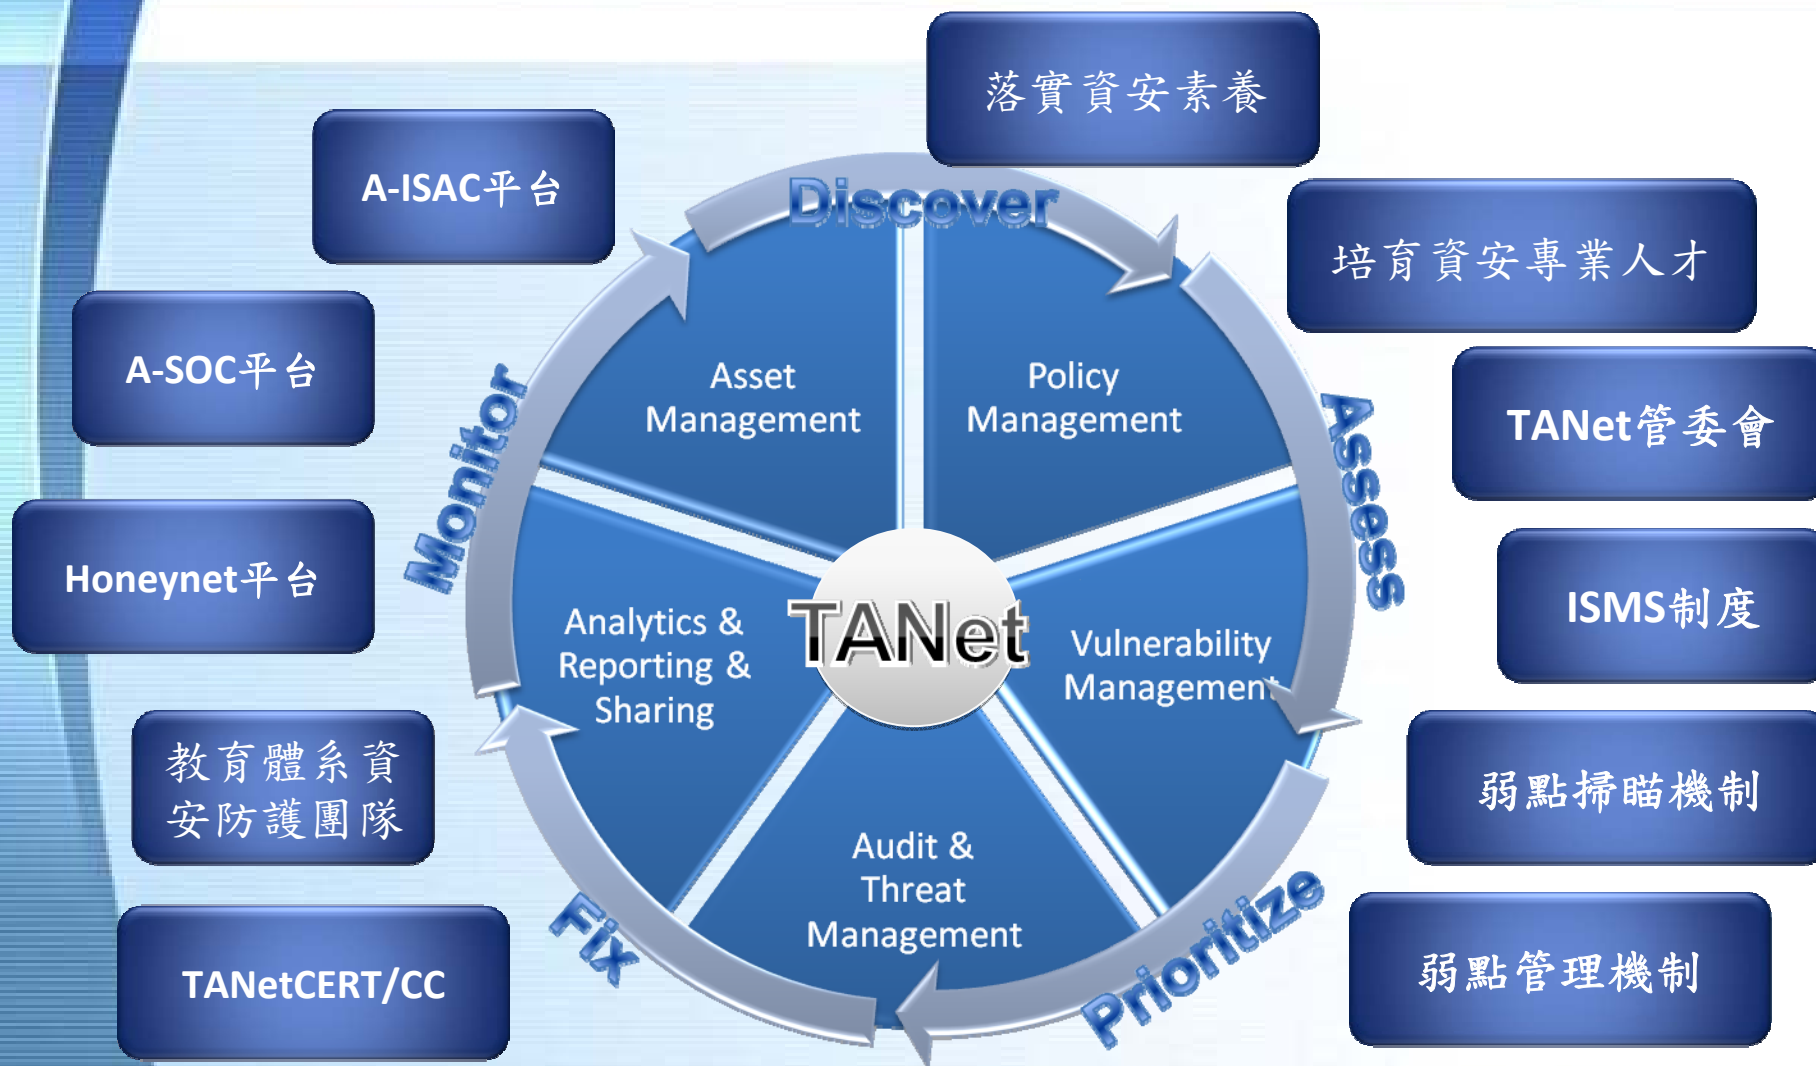 落實資安素養
A-ISAC平台
Discover
培育資安專業人才
A-SOC平台
Monitor
Asset
Management
Policy
Management
Assess
TANet管委會
Honeynet平台
Analytics &
Reporting &
Sharing
TANet
Vulnerability
Management
ISMS制度
教育體系資
安防護團隊
弱點掃瞄機制
Audit &
Threat
Management
Fix
Prioritize
TANetCERT/CC
弱點管理機制